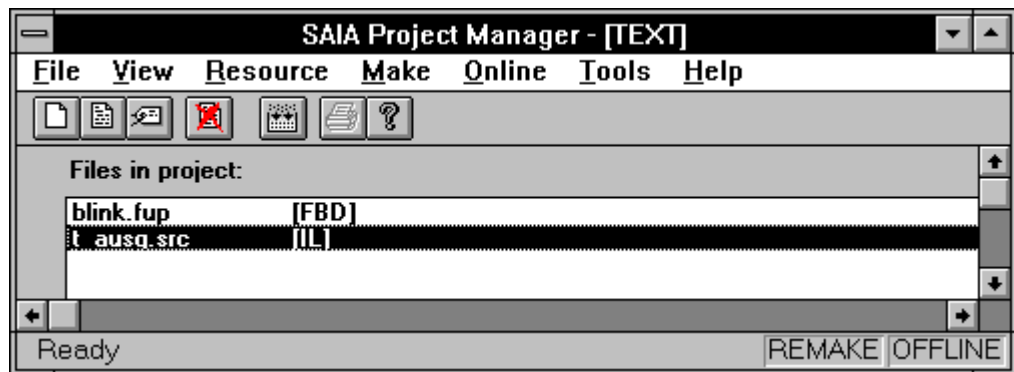 SAIA Project Manager - [TEXT]
File View Resource Make Online Tools Help
Files in project:
blink.fup [FBD]
t_ausg.src [IL]
Ready REMAKE OFFLINE